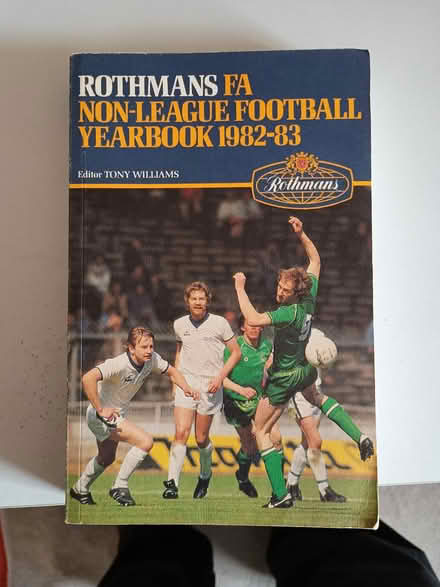 ROTHMANS FA
NON-LEAGUE FOOTBALL
YEARBOOK 1982-83
Editor TONY WILLIAMS
Rothmans